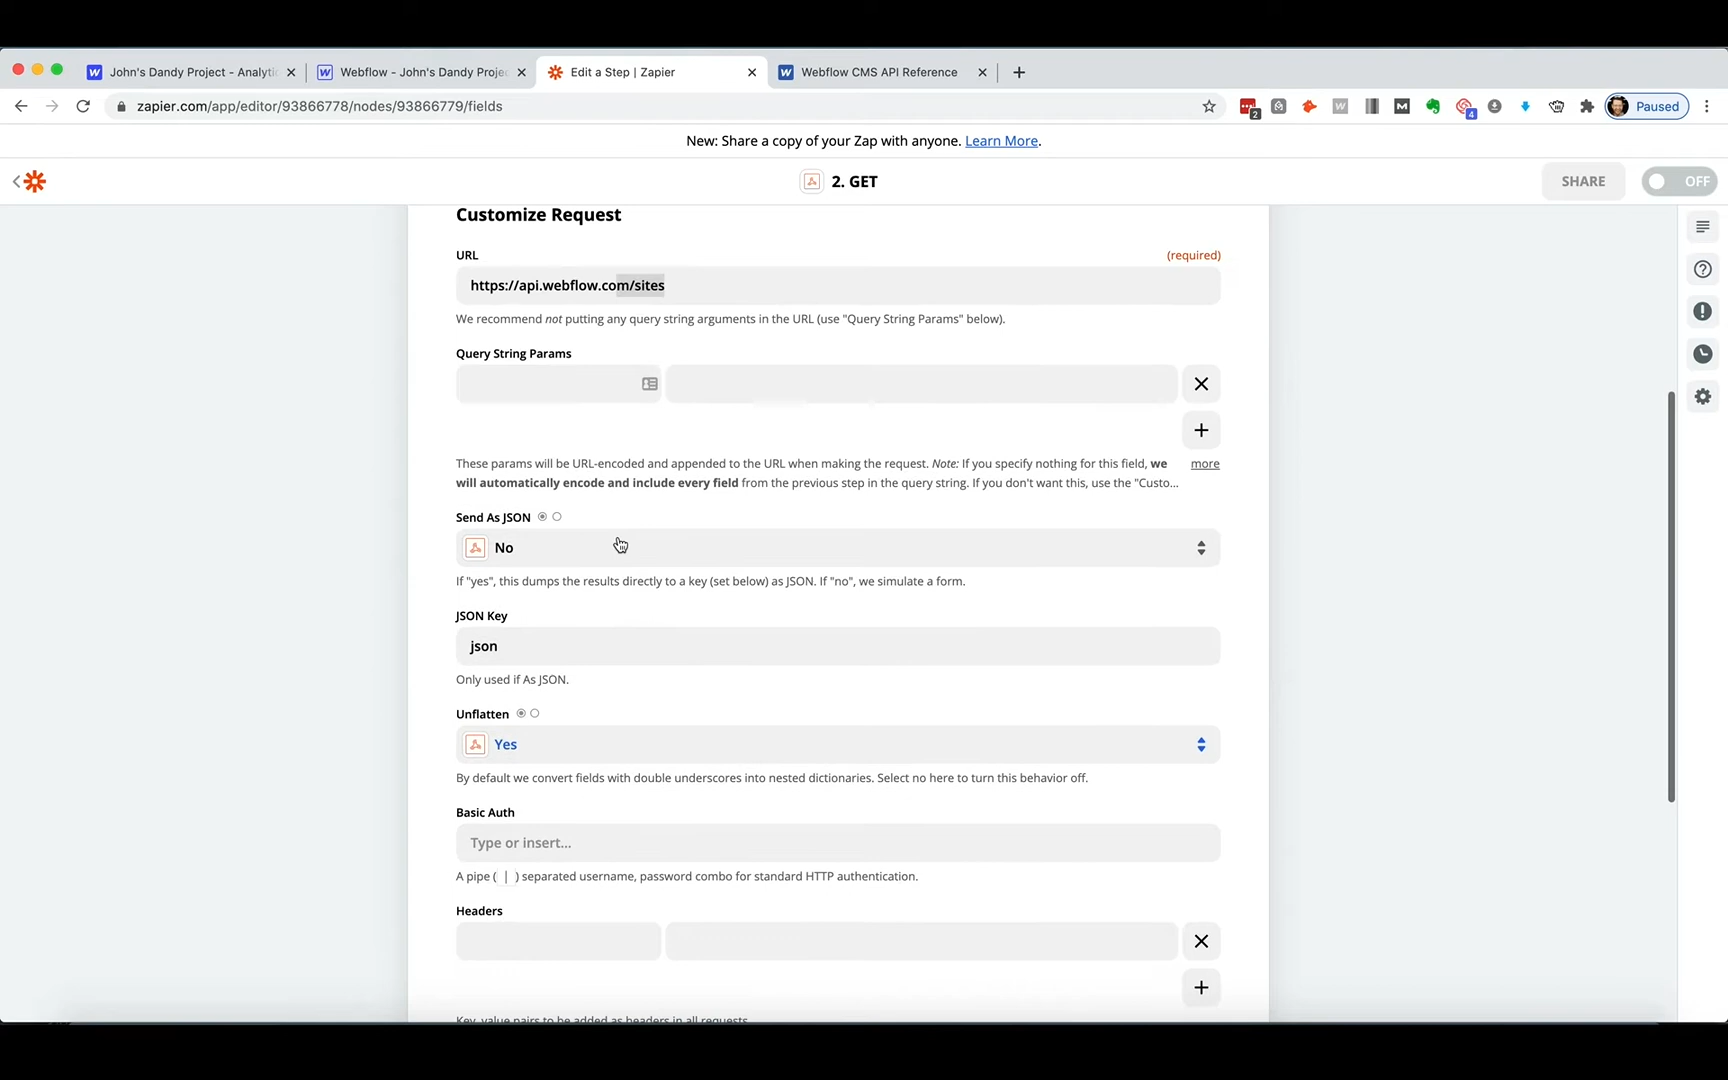 John's Dandy Project - Analytic
Webflow - John's Dandy Projec
Edit a Step | Zapier
Webflow CMS API Reference
zapier.com/app/editor/93866778/nodes/93866779/fields
2
W
M
4
Paused
New: Share a copy of your Zap with anyone. Learn More.
2. GET
SHARE
OFF
Customize Request
URL
(required)
https://api.webflow.com/sites
We recommend not putting any query string arguments in the URL (use "Query String Params" below).
Query String Params
These params will be URL-encoded and appended to the URL when making the request. Note: If you specify nothing for this field, we
more
will automatically encode and include every field from the previous step in the query string. If you don't want this, use the "Custo...
Send As JSON
No
If "yes", this dumps the results directly to a key (set below) as JSON. If "no", we simulate a form.
JSON Key
json
Only used if As JSON.
Unflatten
Yes
By default we convert fields with double underscores into nested dictionaries. Select no here to turn this behavior off.
Basic Auth
Type or insert...
A pipe ( | ) separated username, password combo for standard HTTP authentication.
Headers
Key, value pairs to be added as headers in all requests.